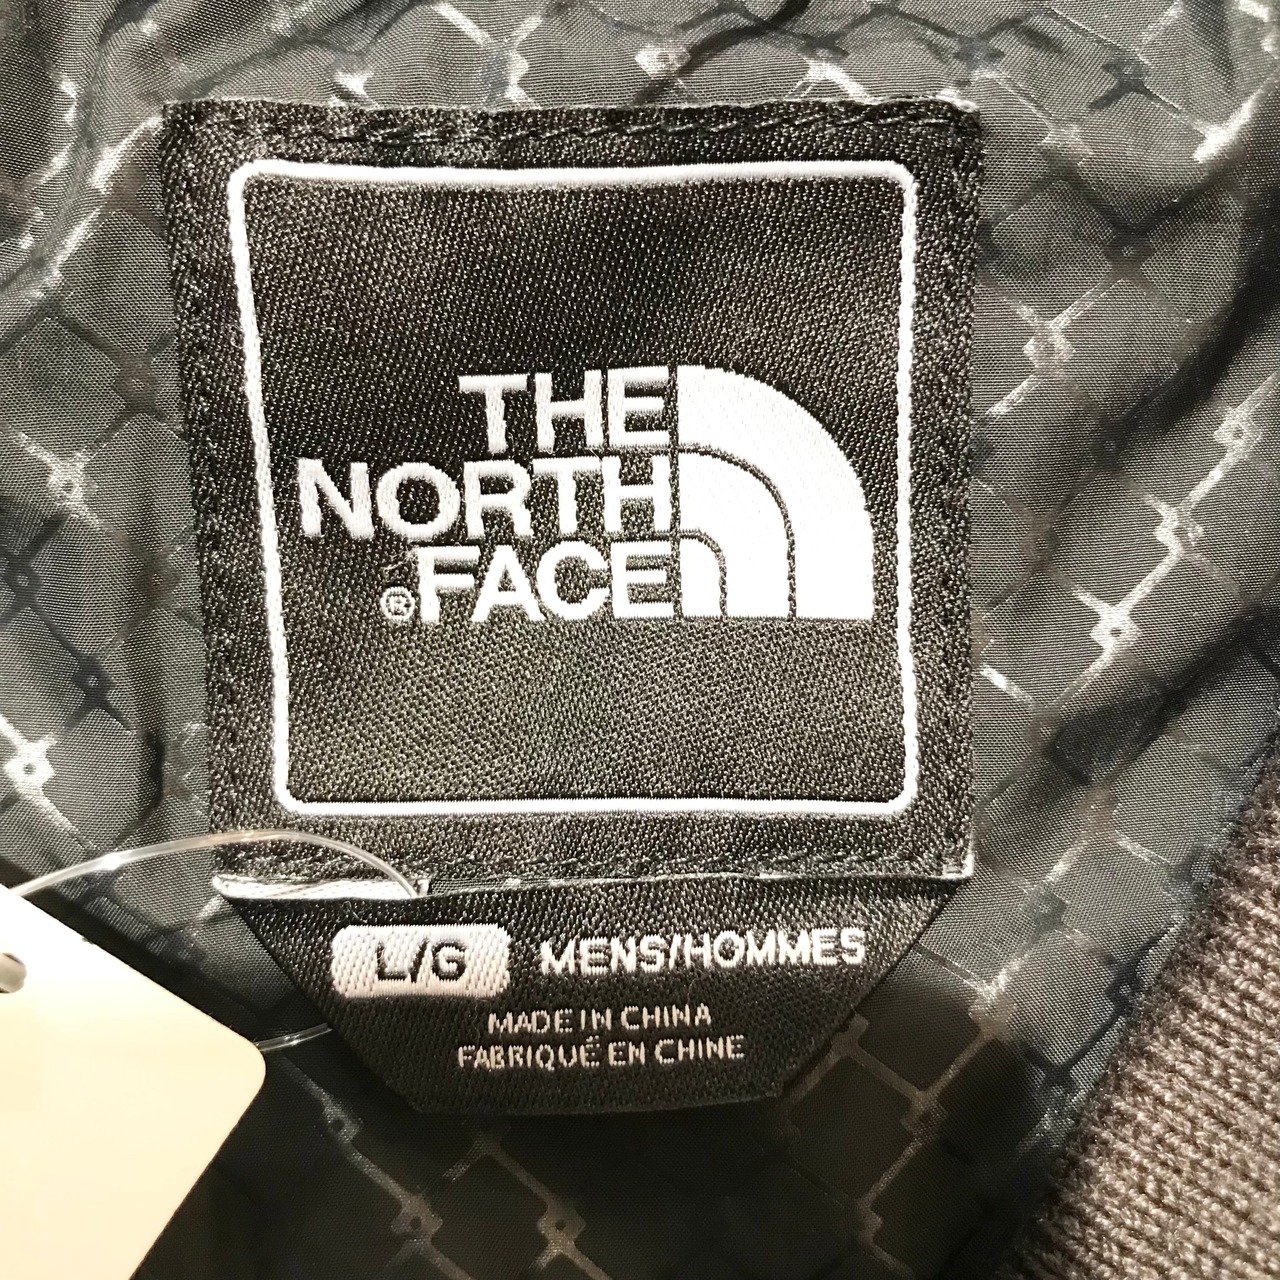 THE
NORTH
®FACE
L/G MENS/HOMMES
MADE IN CHINA
FABRIQUÉ EN CHINE